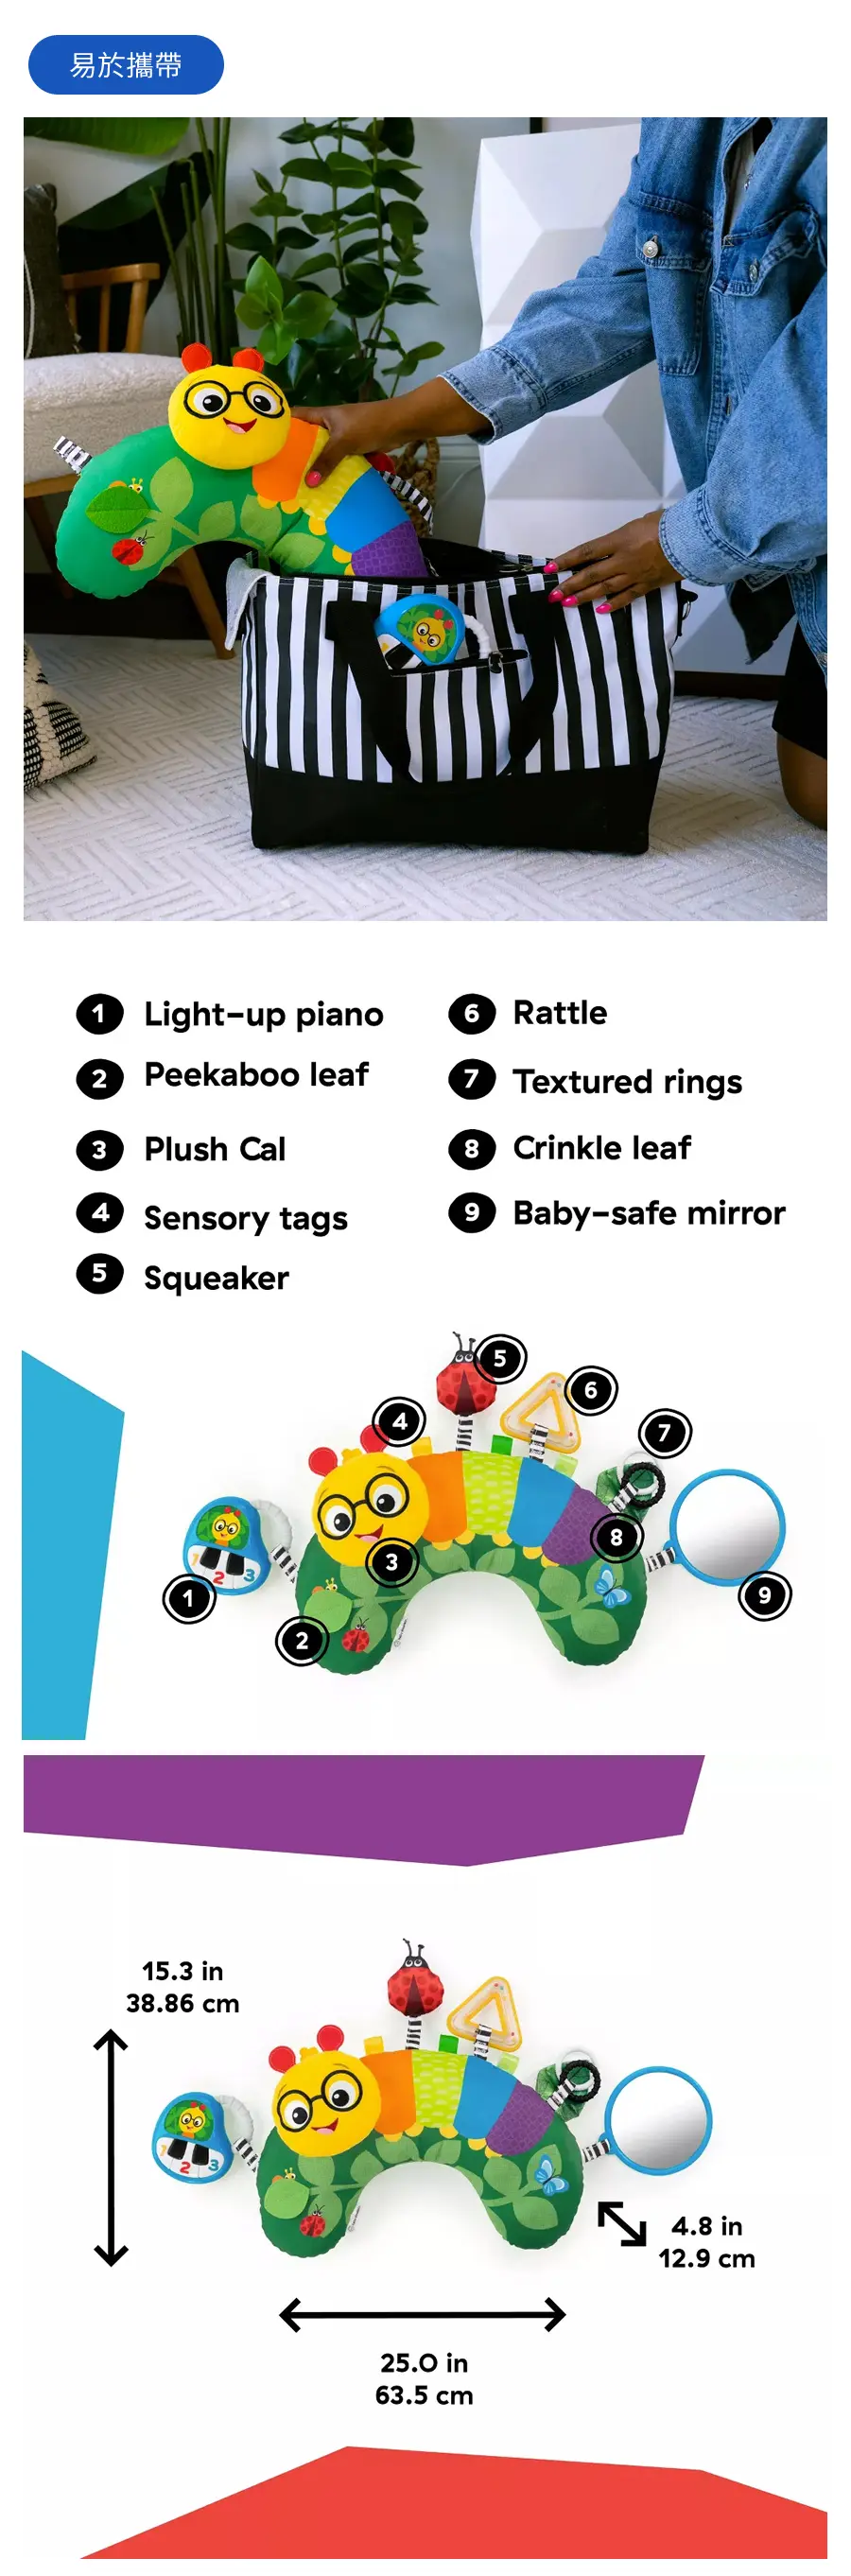 易於攜帶
1 Light-up piano
2 Peekaboo leaf
3 Plush Cal
4 Sensory tags
5 Squeaker
6 Rattle
7 Textured rings
8 Crinkle leaf
9 Baby-safe mirror
5
6
4
7
8
3
1
9
2
1 2 3
15.3 in
38.86 cm
1 2 3
4.8 in
12.9 cm
25.0 in
63.5 cm